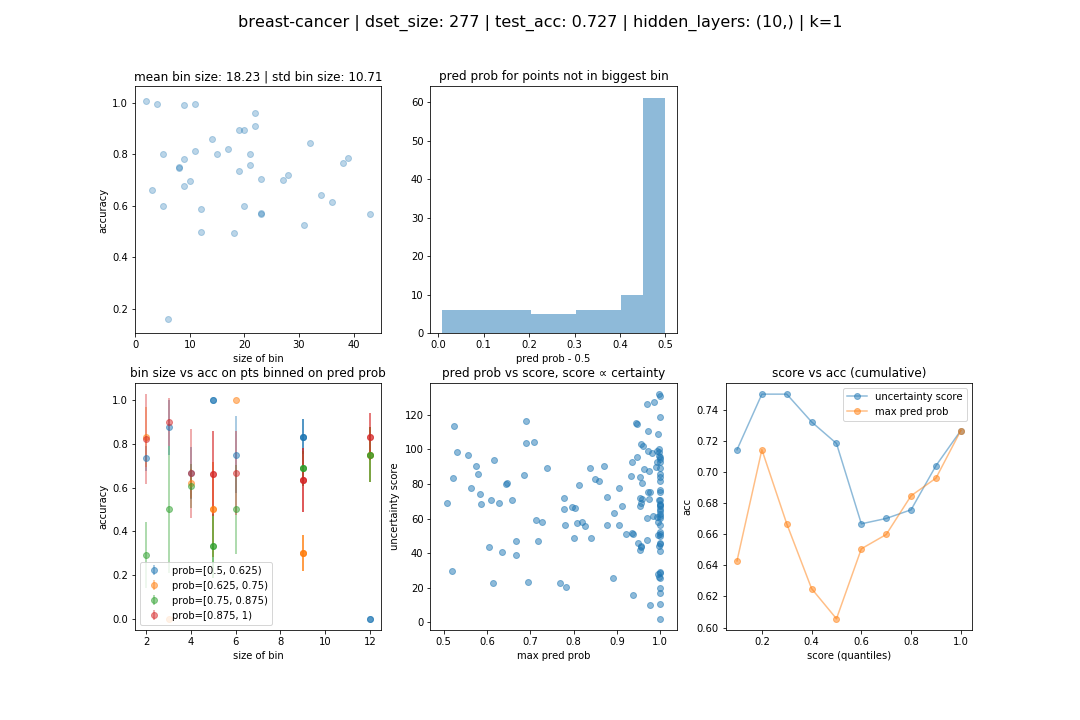 breast-cancer | dset_size: 277 | test_acc: 0.727 | hidden_layers: (10,) | k=1
mean bin size: 18.23 | std bin size: 10.71
accuracy
1.0
0.8
0.6
0.4
0.2
0
10
20
30
40
size of bin
pred prob for points not in biggest bin
60
50
40
30
20
10
0
0.0
0.1
0.2
0.3
0.4
0.5
pred prob - 0.5
bin size vs acc on pts binned on pred prob
accuracy
1.0
0.8
0.6
0.4
0.2
0.0
prob=[0.5, 0.625)
prob=[0.625, 0.75)
prob=[0.75, 0.875)
prob=[0.875, 1)
2
4
6
8
10
12
size of bin
pred prob vs score, score ∝ certainty
uncertainty score
120
100
80
60
40
20
0
0.5
0.6
0.7
0.8
0.9
1.0
max pred prob
score vs acc (cumulative)
acc
0.74
0.72
0.70
0.68
0.66
0.64
0.62
0.60
uncertainty score
max pred prob
0.2
0.4
0.6
0.8
1.0
score (quantiles)